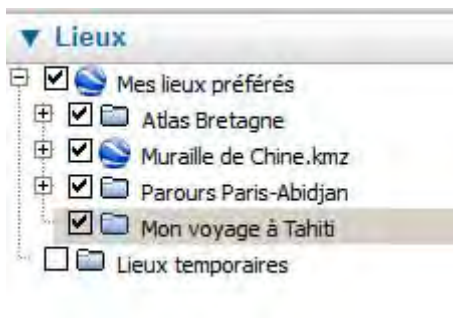 Lieux
Mes lieux préférés
Atlas Bretagne
Muraille de Chine.kmz
Parours Paris-Abidjan
Mon voyage à Tahiti
Lieux temporaires